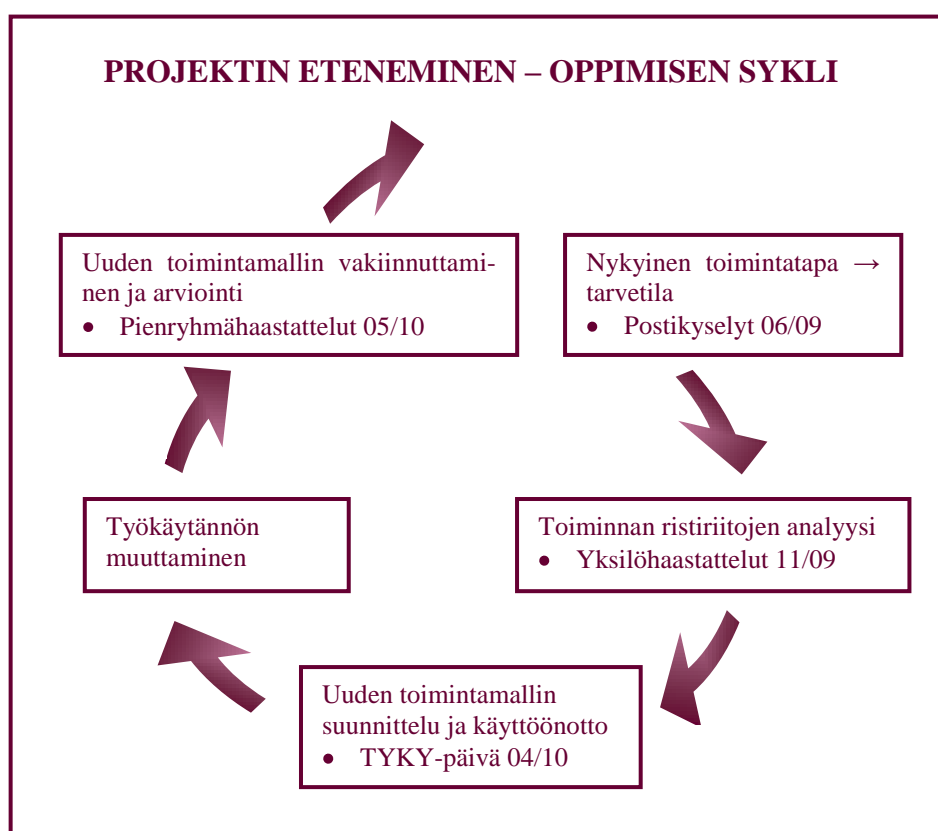 PROJEKTIN ETENEMINEN – OPPIMISEN SYKLI
Uuden toimintamallin vakiinnuttami-
nen ja arviointi
• Pienryhmähaastattelut 05/10
Nykyinen toimintatapa →
tarvetila
• Postikyselyt 06/09
Työkäytännön
muuttaminen
Toiminnan ristiriitojen analyysi
• Yksilöhaastattelut 11/09
Uuden toimintamallin
suunnittelu ja käyttöönotto
• TYKY-päivä 04/10